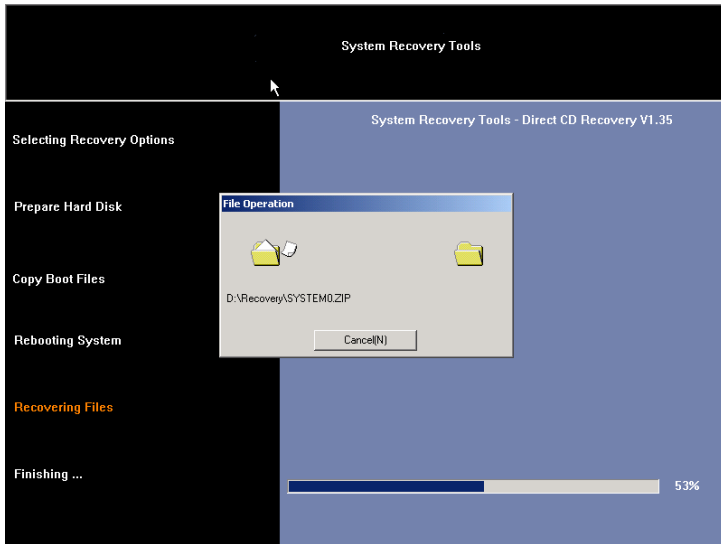 System Recovery Tools
System Recovery Tools - Direct CD Recovery V1.35
Selecting Recovery Options
Prepare Hard Disk
File Operation
D:\Recovery\SYSTEM0.ZIP
Cancel(N)
Copy Boot Files
Rebooting System
Recovering Files
Finishing ...
53%